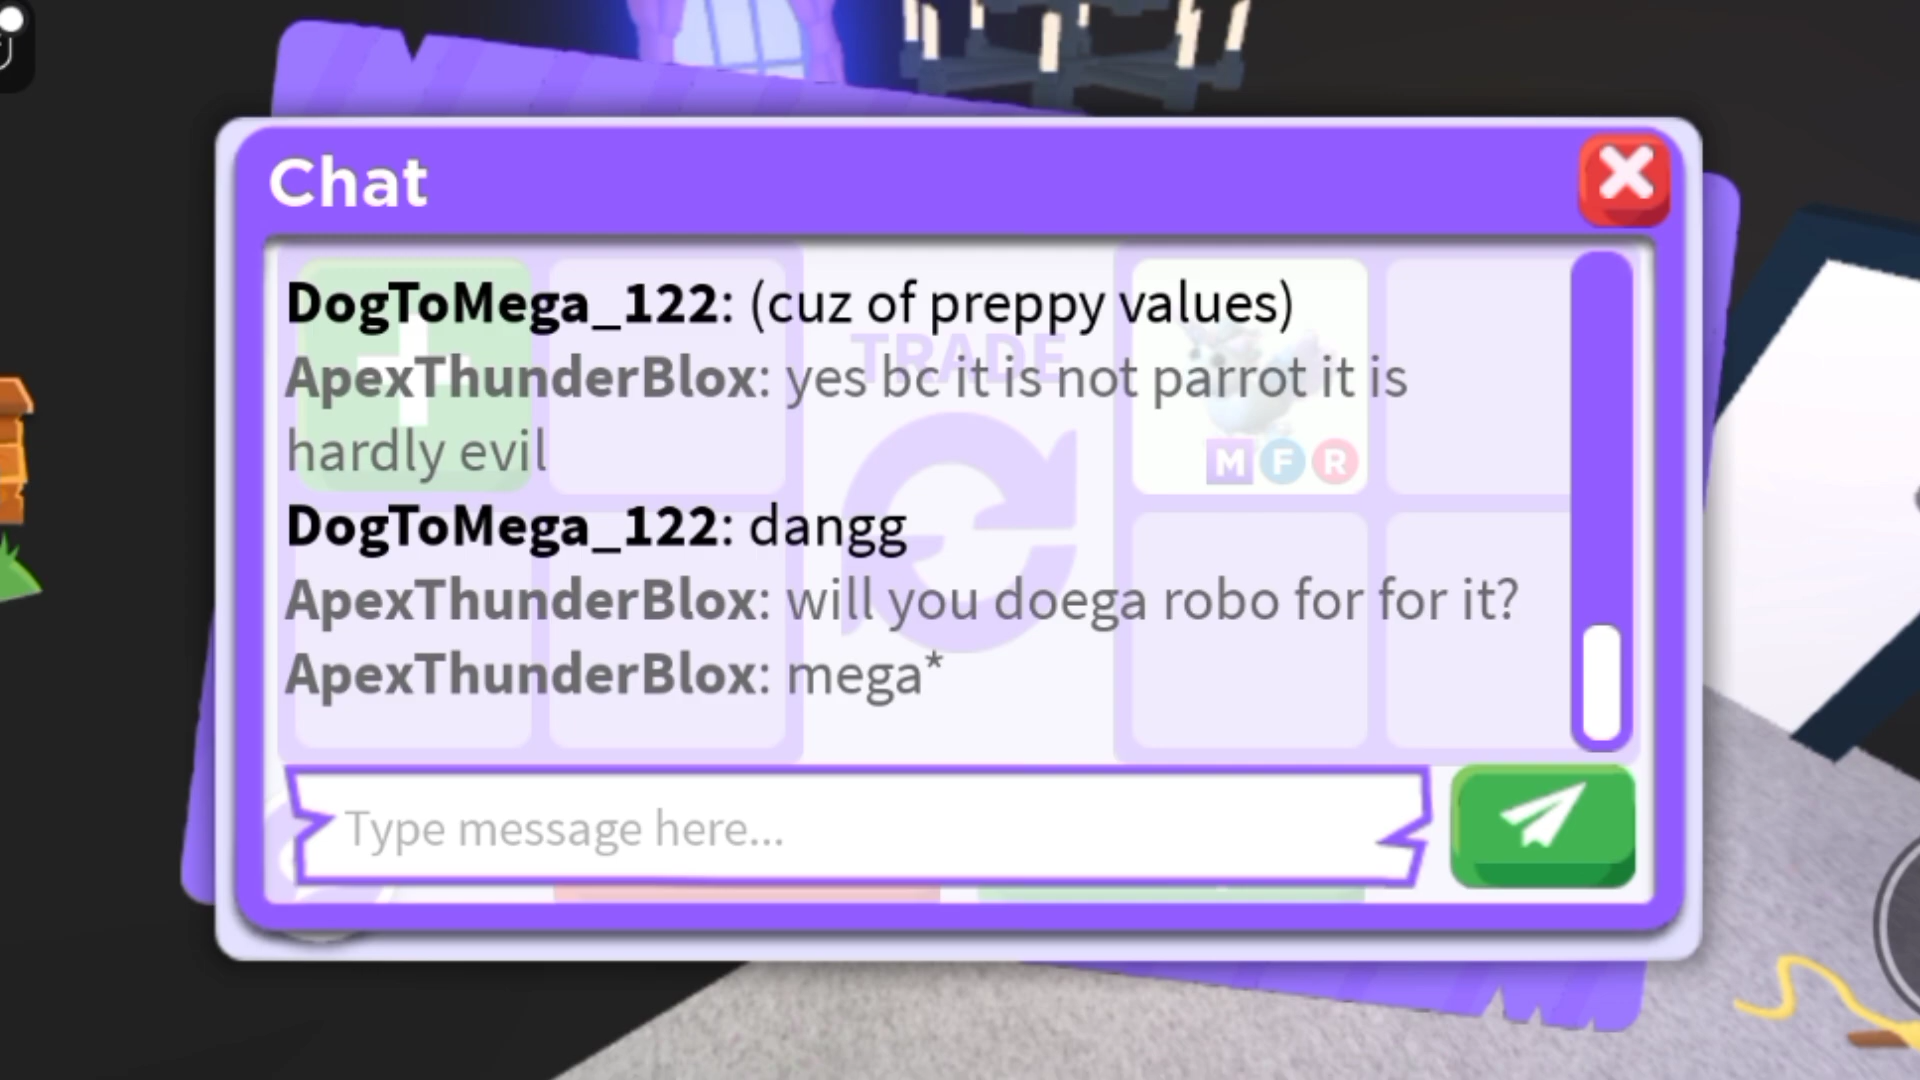 Chat
DogToMega_122: (cuz of preppy values)
TRADE
ApexThunderBlox: yes bc it is not parrot it is
hardly evil
M F R
DogToMega_122: dangg
ApexThunderBlox: will you doega robo for for it?
ApexThunderBlox: mega*
Type message here...